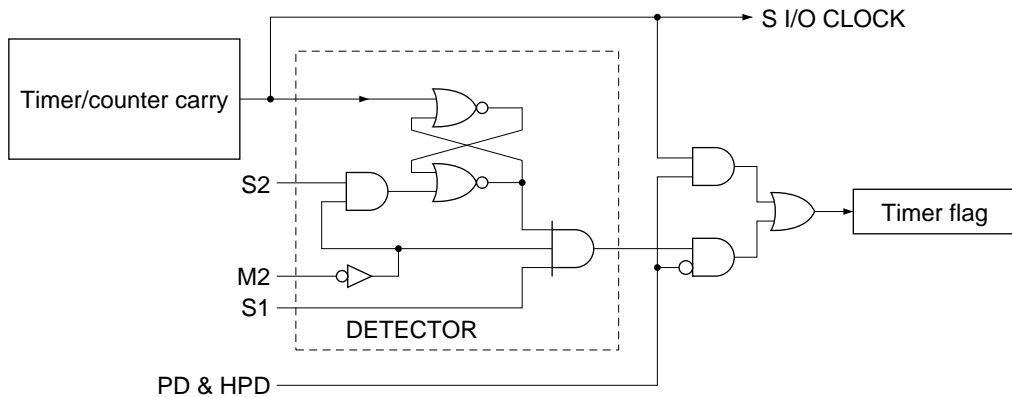 S I/O CLOCK
Timer/counter carry
S2
Timer flag
M2
S1
DETECTOR
PD & HPD